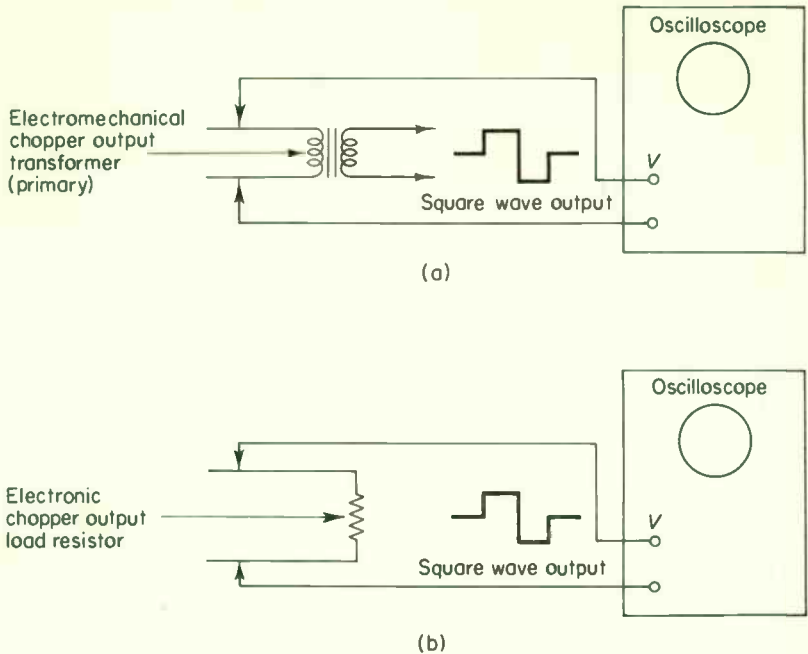 Oscilloscope
Electromechanical
chopper output
transformer
(primary)
V
Square wave output
(a)
Oscilloscope
Electronic
chopper output
load resistor
V
Square wave output
(b)